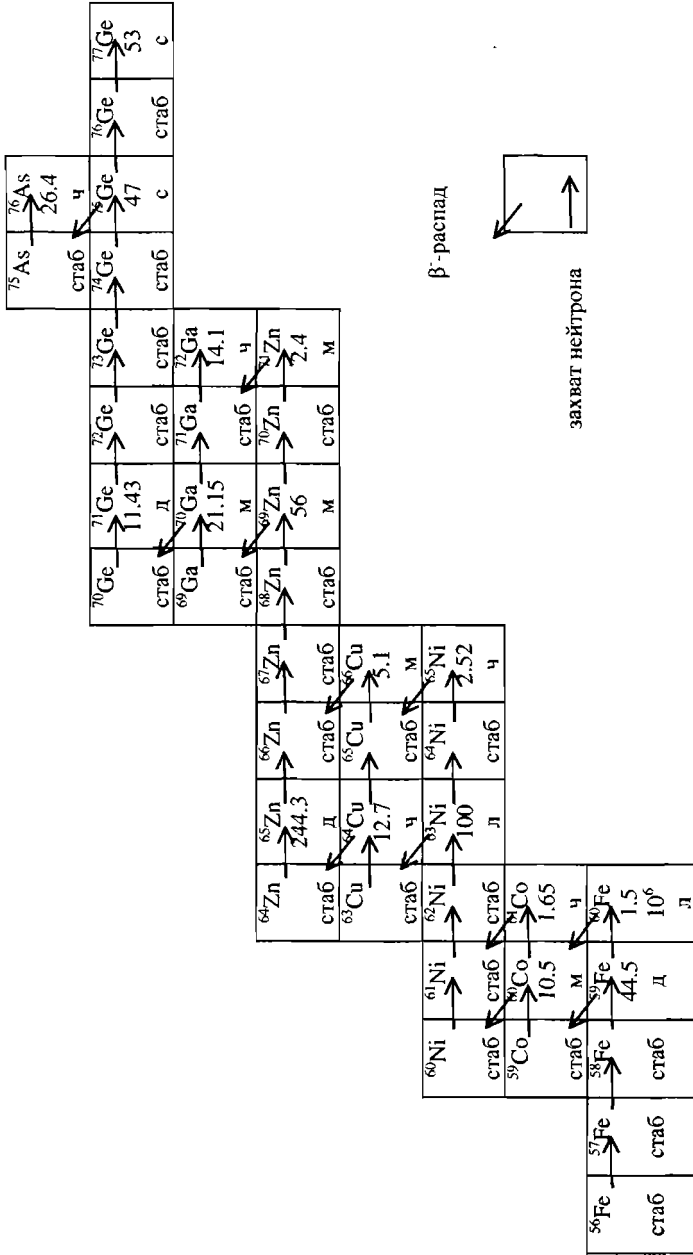 ⁷⁵As ⁷⁶As
26.4
стаб ч
⁷⁰Ge ⁷¹Ge ⁷²Ge ⁷³Ge ⁷⁴Ge ⁷⁵Ge ⁷⁶Ge ⁷⁷Ge
11.43 47 53
стаб д стаб стаб стаб с стаб с
⁶⁹Ga ⁷⁰Ga ⁷¹Ga ⁷²Ga
21.15 14.1
стаб м стаб ч
⁶⁴Zn ⁶⁵Zn ⁶⁶Zn ⁶⁷Zn ⁶⁸Zn ⁶⁹Zn ⁷⁰Zn ⁷¹Zn
244.3 56 2.4
стаб д стаб стаб стаб м стаб м
⁶³Cu ⁶⁴Cu ⁶⁵Cu ⁶⁶Cu
12.7 5.1
стаб ч стаб м
⁶⁰Ni ⁶¹Ni ⁶²Ni ⁶³Ni ⁶⁴Ni ⁶⁵Ni
100 2.52
стаб стаб стаб л стаб ч
⁵⁹Co ⁶⁰Co ⁶¹Co
10.5 1.65
стаб м ч
⁵⁶Fe ⁵⁷Fe ⁵⁸Fe ⁵⁹Fe ⁶⁰Fe
44.5 1.5
10⁶
стаб стаб стаб д л
β⁻-распад
захват нейтрона